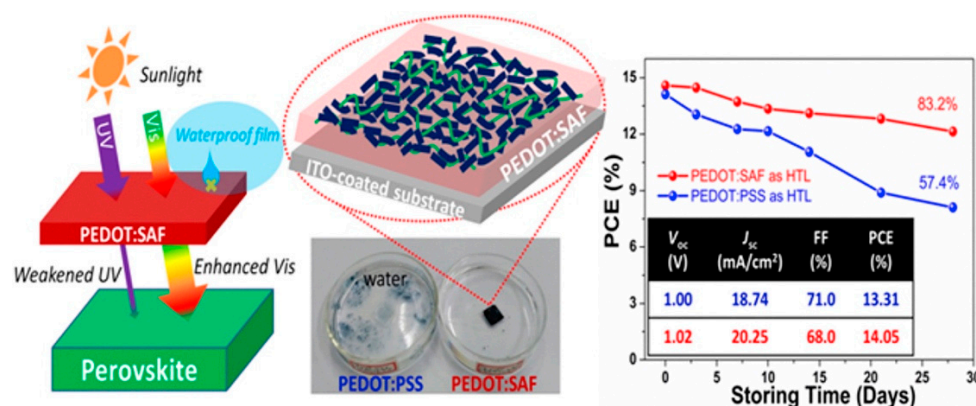 Sunlight
UV
Vis
Waterproof film
PEDOT:SAF
Weakened UV
Enhanced Vis
Perovskite
PEDOT:SAF
ITO-coated substrate
water
PEDOT:PSS
PEDOT:SAF
PCE (%)
15
12
9
6
3
0
83.2%
57.4%
PEDOT:SAF as HTL
PEDOT:PSS as HTL
Voc Jsc FF PCE
(V) (mA/cm²) (%) (%)
1.00 18.74 71.0 13.31
1.02 20.25 68.0 14.05
0 5 10 15 20 25 30
Storing Time (Days)